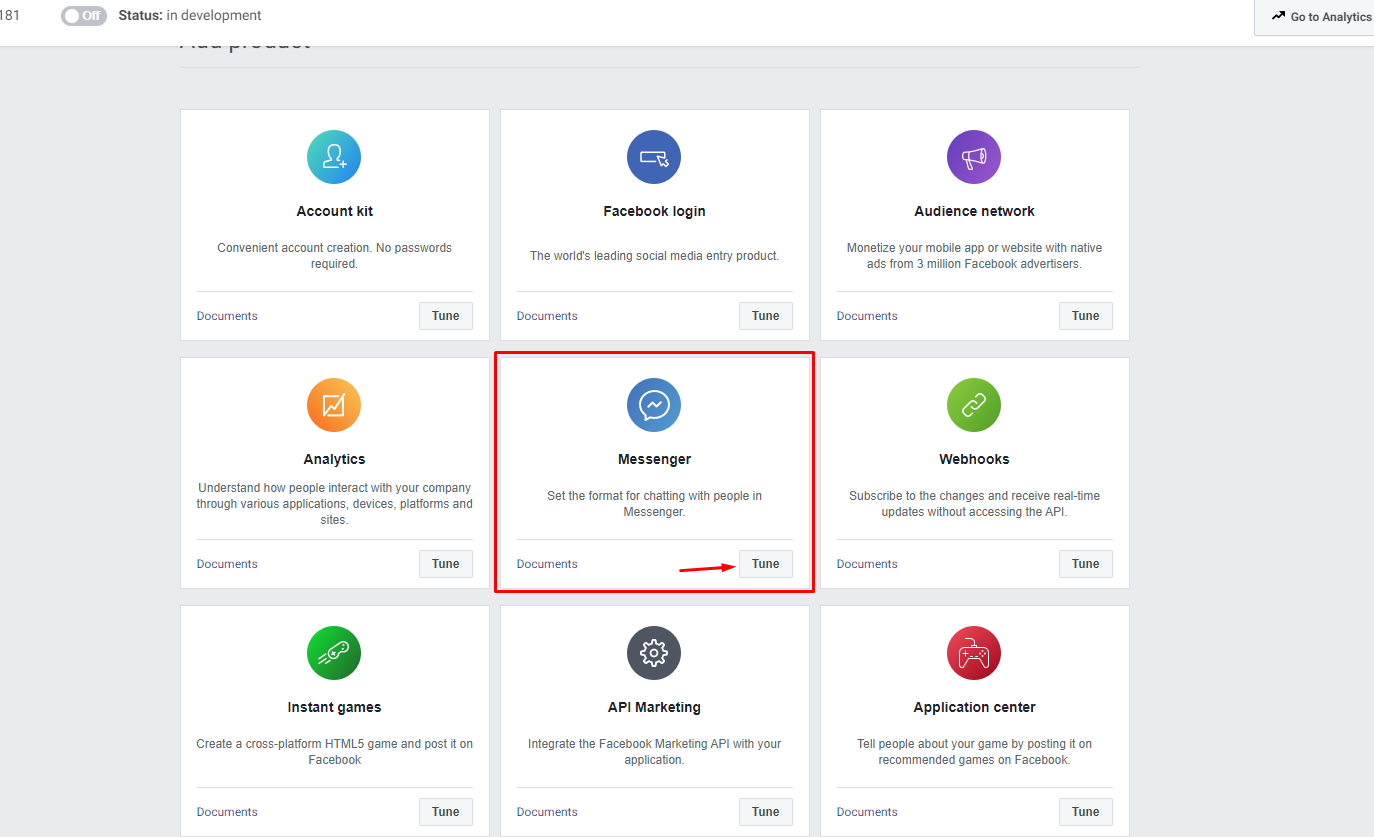 181
Off
Status: in development
Go to Analytics
Add product
Account kit
Convenient account creation. No passwords
required.
Documents
Tune
Facebook login
The world's leading social media entry product.
Documents
Tune
Audience network
Monetize your mobile app or website with native
ads from 3 million Facebook advertisers.
Documents
Tune
Analytics
Understand how people interact with your company
through various applications, devices, platforms and
sites.
Documents
Tune
Messenger
Set the format for chatting with people in
Messenger.
Documents
Tune
Webhooks
Subscribe to the changes and receive real-time
updates without accessing the API.
Documents
Tune
Instant games
Create a cross-platform HTML5 game and post it on
Facebook
Documents
Tune
API Marketing
Integrate the Facebook Marketing API with your
application.
Documents
Tune
Application center
Tell people about your game by posting it on
recommended games on Facebook.
Documents
Tune